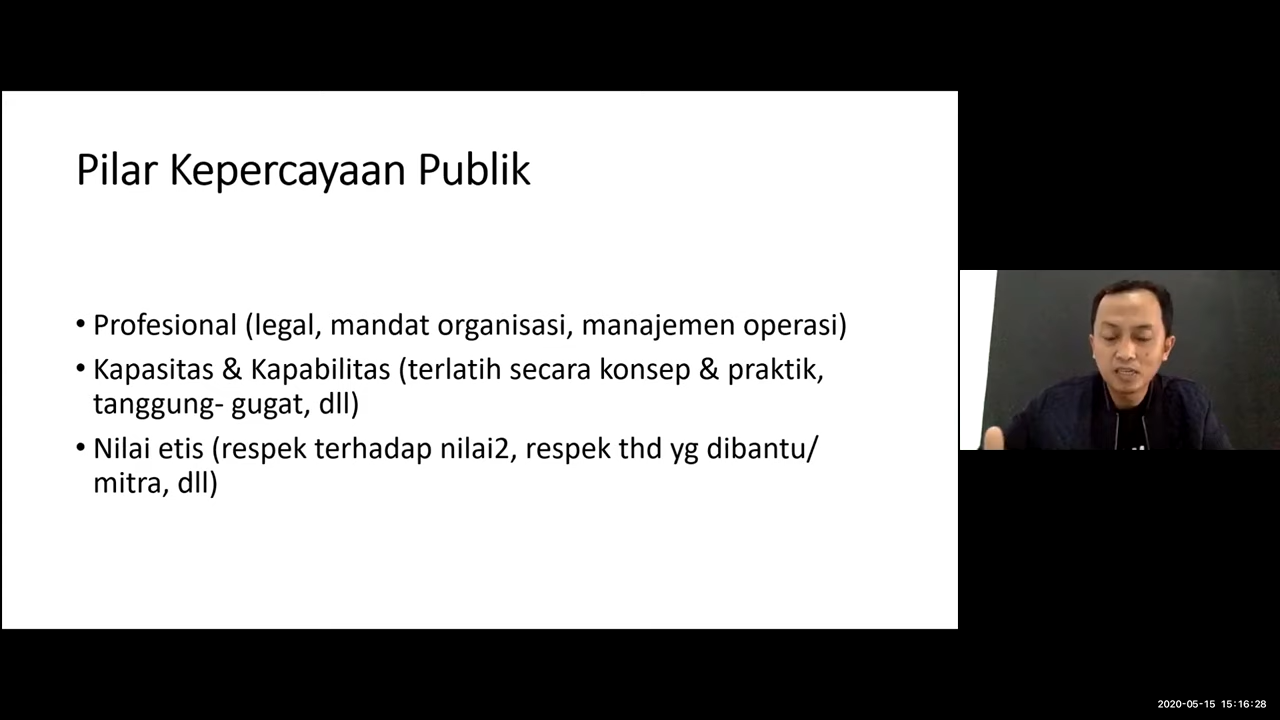 Pilar Kepercayaan Publik
• Profesional (legal, mandat organisasi, manajemen operasi)
• Kapasitas & Kapabilitas (terlatih secara konsep & praktik,
tanggung- gugat, dll)
• Nilai etis (respek terhadap nilai2, respek thd yg dibantu/
mitra, dll)
2020-05-15 15:16:28